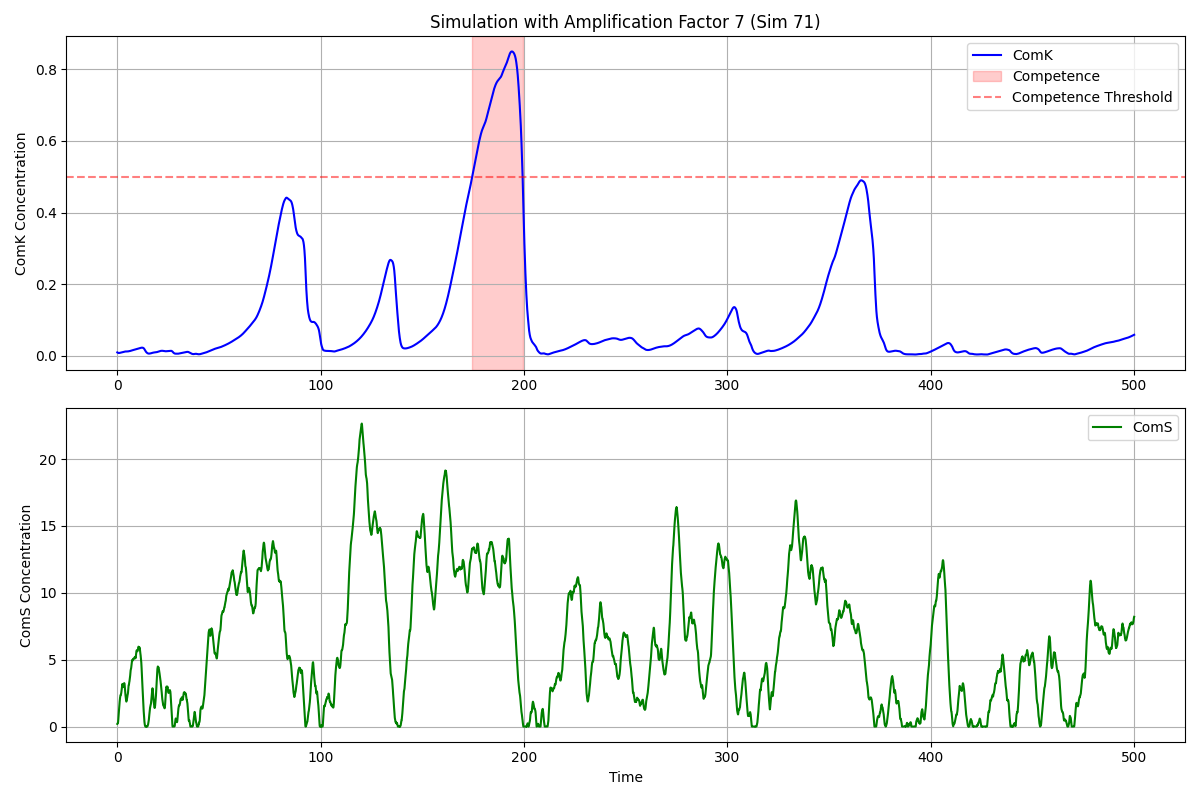 Simulation with Amplification Factor 7 (Sim 71)
ComK Concentration
0.8
0.6
0.4
0.2
0.0
ComK
Competence
Competence Threshold
0 100 200 300 400 500
ComS Concentration
20
15
10
5
0
ComS
0 100 200 300 400 500
Time